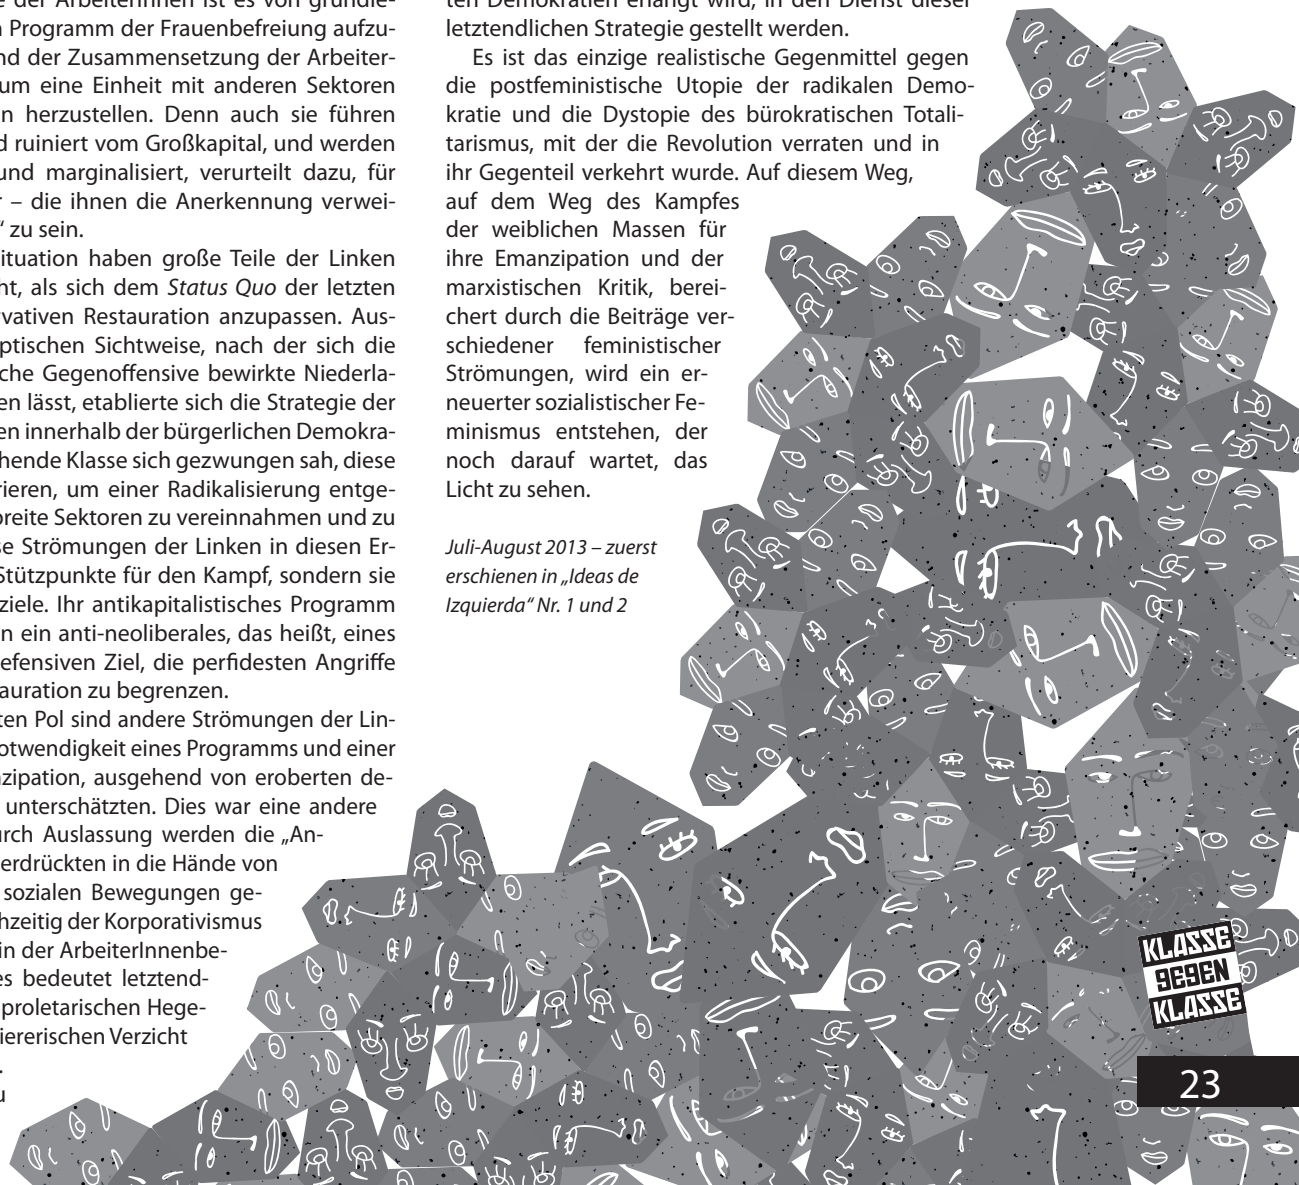 der ArbeiterInnen ist es von grundle-
Programm der Frauenbefreiung aufzu-
nd der Zusammensetzung der Arbeiter-
um eine Einheit mit anderen Sektoren
n herzustellen. Denn auch sie führen
d ruiniert vom Großkapital, und werden
und marginalisiert, verurteilt dazu, für
r – die ihnen die Anerkennung verwei-
“ zu sein.
ituation haben große Teile der Linken
ht, als sich dem Status Quo der letzten
rvativen Restauration anzupassen. Aus-
ptischen Sichtweise, nach der sich die
che Gegenoffensive bewirkte Niederla-
en lässt, etablierte sich die Strategie der
en innerhalb der bürgerlichen Demokra-
hende Klasse sich gezwungen sah, diese
rieren, um einer Radikalisierung entge-
breite Sektoren zu vereinnahmen und zu
se Strömungen der Linken in diesen Er-
Stützpunkte für den Kampf, sondern sie
ziele. Ihr antikapitalistisches Programm
n ein anti-neoliberales, das heißt, eines
efensiven Ziel, die perfidesten Angriffe
auration zu begrenzen.
ten Pol sind andere Strömungen der Lin-
otwendigkeit eines Programms und einer
zipation, ausgehend von eroberten de-
unterschätzten. Dies war eine andere
urch Auslassung werden die „An-
erdrückten in die Hände von
sozialen Bewegungen ge-
hzeitig der Korporativismus
in der ArbeiterInnenbe-
es bedeutet letztend-
proletarischen Hege-
iererischen Verzicht
.
u
ten Demokratien erlangt wird, in den Dienst dieser
letztendlichen Strategie gestellt werden.
Es ist das einzige realistische Gegenmittel gegen
die postfeministische Utopie der radikalen Demo-
kratie und die Dystopie des bürokratischen Totali-
tarismus, mit der die Revolution verraten und in
ihr Gegenteil verkehrt wurde. Auf diesem Weg,
auf dem Weg des Kampfes
der weiblichen Massen für
ihre Emanzipation und der
marxistischen Kritik, berei-
chert durch die Beiträge ver-
schiedener feministischer
Strömungen, wird ein er-
neuerter sozialistischer Fe-
minismus entstehen, der
noch darauf wartet, das
Licht zu sehen.
Juli-August 2013 – zuerst
erschienen in „Ideas de
Izquierda“ Nr. 1 und 2
KLASSE
GEGEN
KLASSE
23